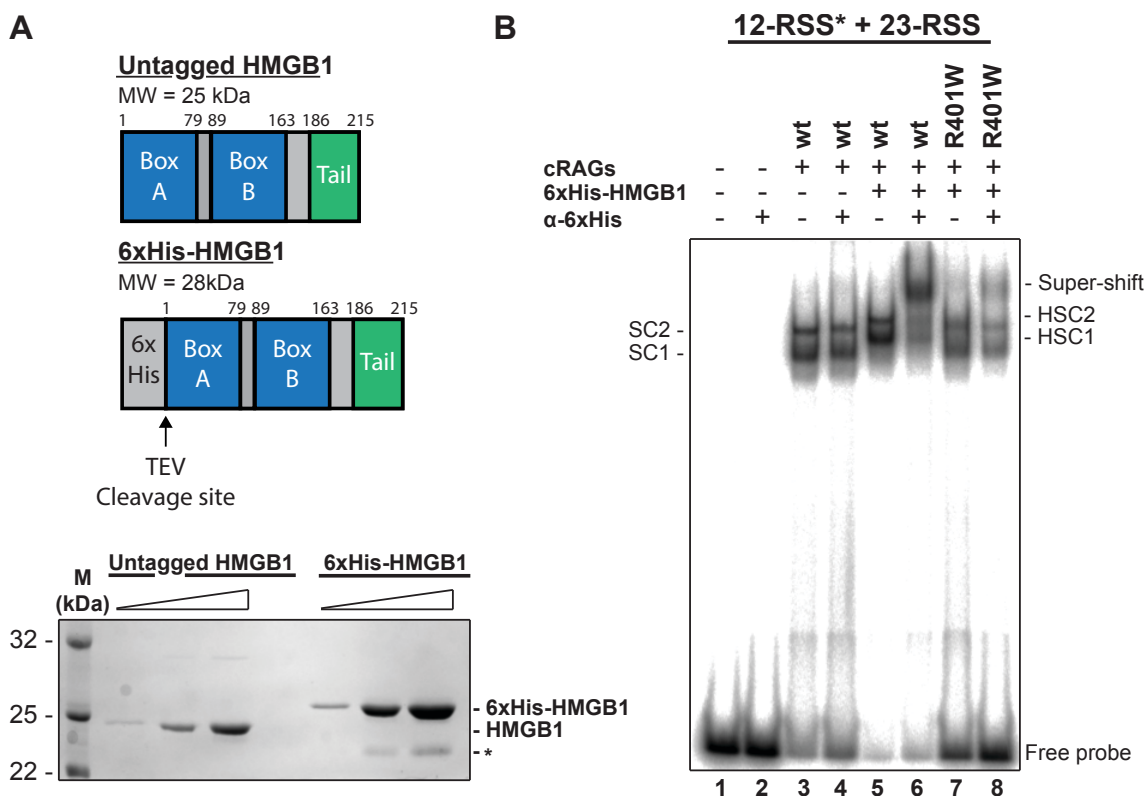 A
Untagged HMGB1
MW = 25 kDa
1 79 89 163 186 215
Box A Box B Tail
6xHis-HMGB1
MW = 28kDa
1 79 89 163 186 215
6x His Box A Box B Tail
TEV
Cleavage site
Untagged HMGB1 6xHis-HMGB1
M
(kDa)
32 -
25 -
22 -
- 6xHis-HMGB1
- HMGB1
- *
B
12-RSS* + 23-RSS
wt wt wt wt R401W R401W
cRAGs - - + + + + + +
6xHis-HMGB1 - - - - + + + +
α-6xHis - + - + - + - +
- Super-shift
- HSC2
- HSC1
SC2 -
SC1 -
Free probe
1 2 3 4 5 6 7 8